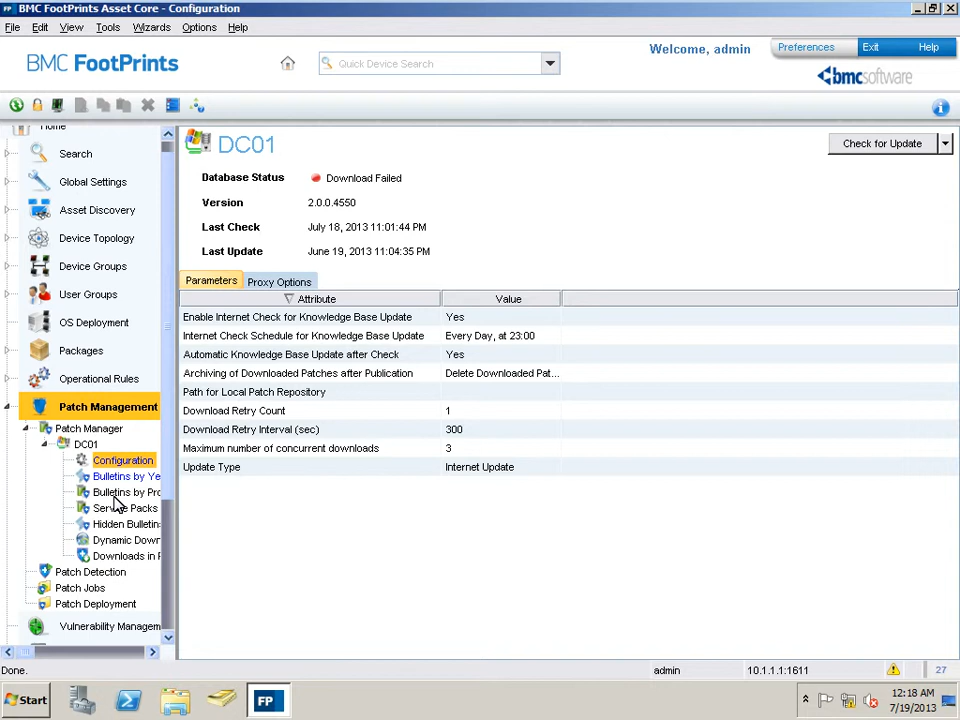 BMC FootPrints Asset Core - Configuration
File Edit View Tools Wizards Options Help
BMC FootPrints
Quick Device Search
Welcome, admin
Preferences Exit Help
bmcsoftware
Home
Search
Global Settings
Asset Discovery
Device Topology
Device Groups
User Groups
OS Deployment
Packages
Operational Rules
Patch Management
Patch Manager
DC01
Configuration
Bulletins by Ye
Bulletins by Pro
Service Packs
Hidden Bulletin
Dynamic Down
Downloads in P
Patch Detection
Patch Jobs
Patch Deployment
Vulnerability Managem
DC01
Check for Update
Database Status Download Failed
Version 2.0.0.4550
Last Check July 18, 2013 11:01:44 PM
Last Update June 19, 2013 11:04:35 PM
Parameters Proxy Options
Attribute Value
Enable Internet Check for Knowledge Base Update Yes
Internet Check Schedule for Knowledge Base Update Every Day, at 23:00
Automatic Knowledge Base Update after Check Yes
Archiving of Downloaded Patches after Publication Delete Downloaded Pat...
Path for Local Patch Repository
Download Retry Count 1
Download Retry Interval (sec) 300
Maximum number of concurrent downloads 3
Update Type Internet Update
Done. admin 10.1.1.1:1611 27
Start FP 12:18 AM
7/19/2013